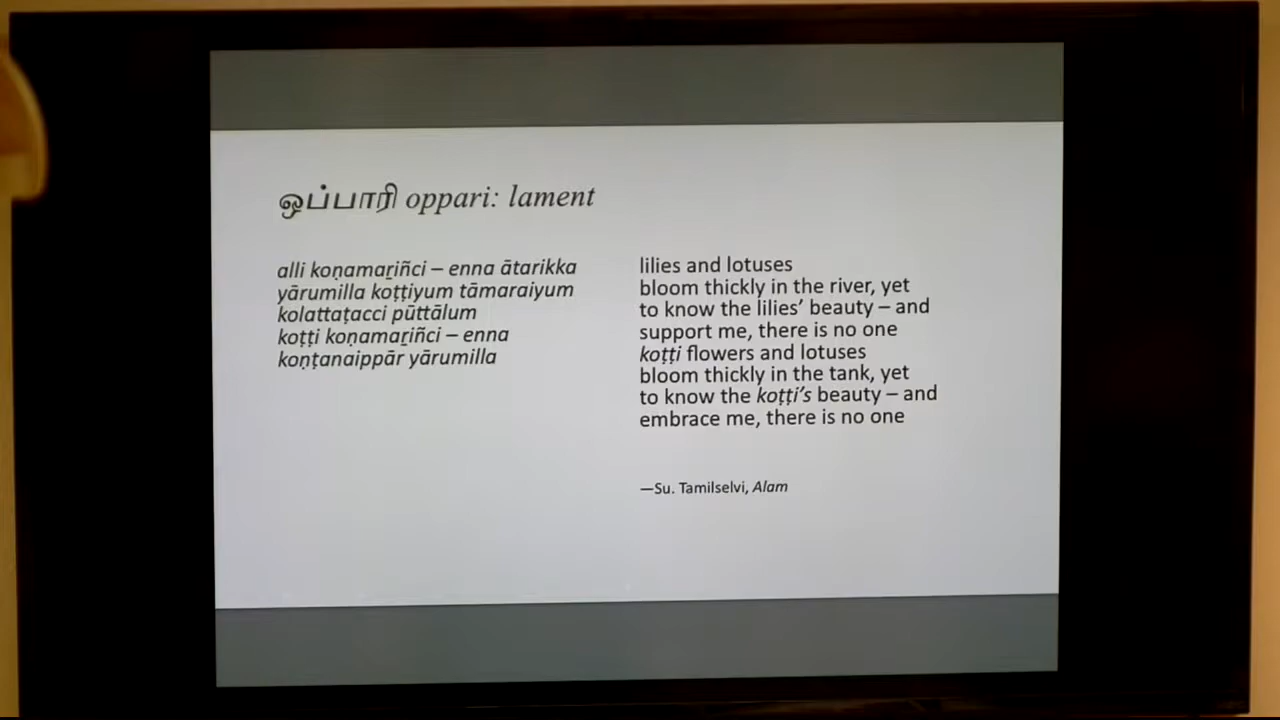 ஒப்பாரி oppari: lament
alli koṇamaṟiñci – enna ātarikka
yārumilla koṭṭiyum tāmaraiyum
kolattaṭacci pūttālum
koṭṭi koṇamaṟiñci – enna
koṇṭanaippār yārumilla
lilies and lotuses
bloom thickly in the river, yet
to know the lilies’ beauty – and
support me, there is no one
koṭṭi flowers and lotuses
bloom thickly in the tank, yet
to know the koṭṭi’s beauty – and
embrace me, there is no one
—Su. Tamilselvi, Alam